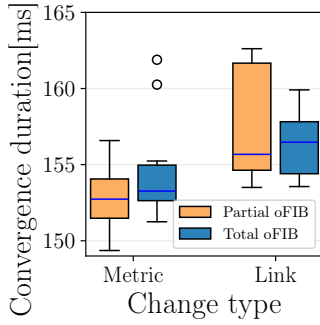 Convergence duration[ms]
165
160
155
150
Partial oFIB
Total oFIB
Metric
Link
Change type